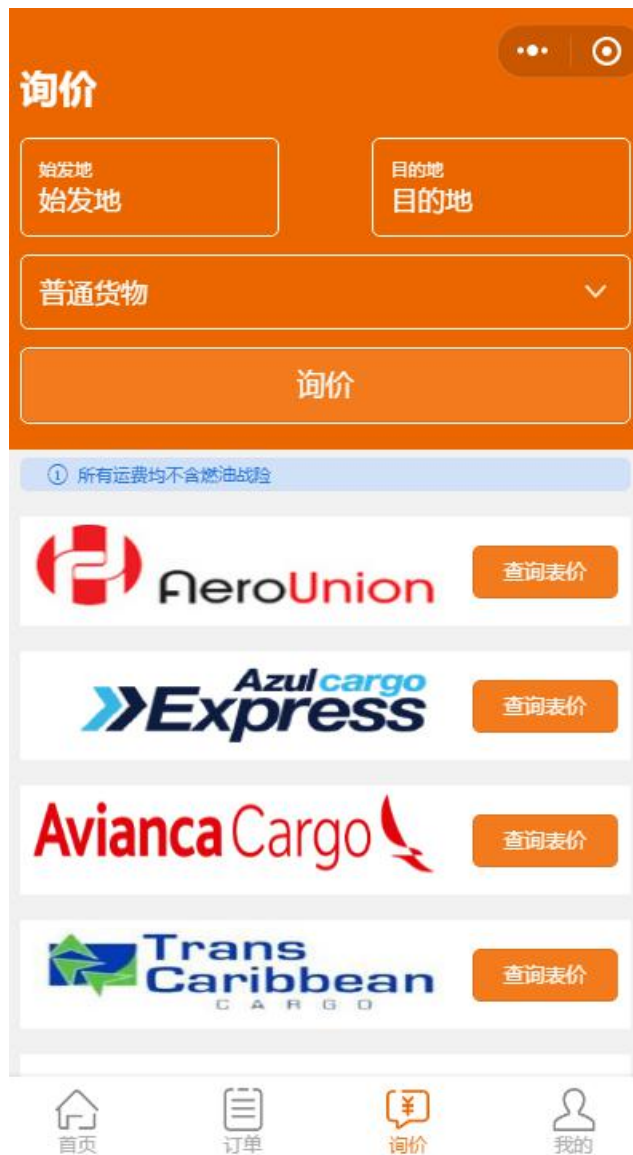 询价
始发地
始发地
目的地
目的地
普通货物
询价
所有运费均不含燃油战险
AeroUnion
查询表价
Azul cargo
Express
查询表价
Avianca Cargo
查询表价
Trans
Caribbean
CARGO
查询表价
首页
订单
询价
我的